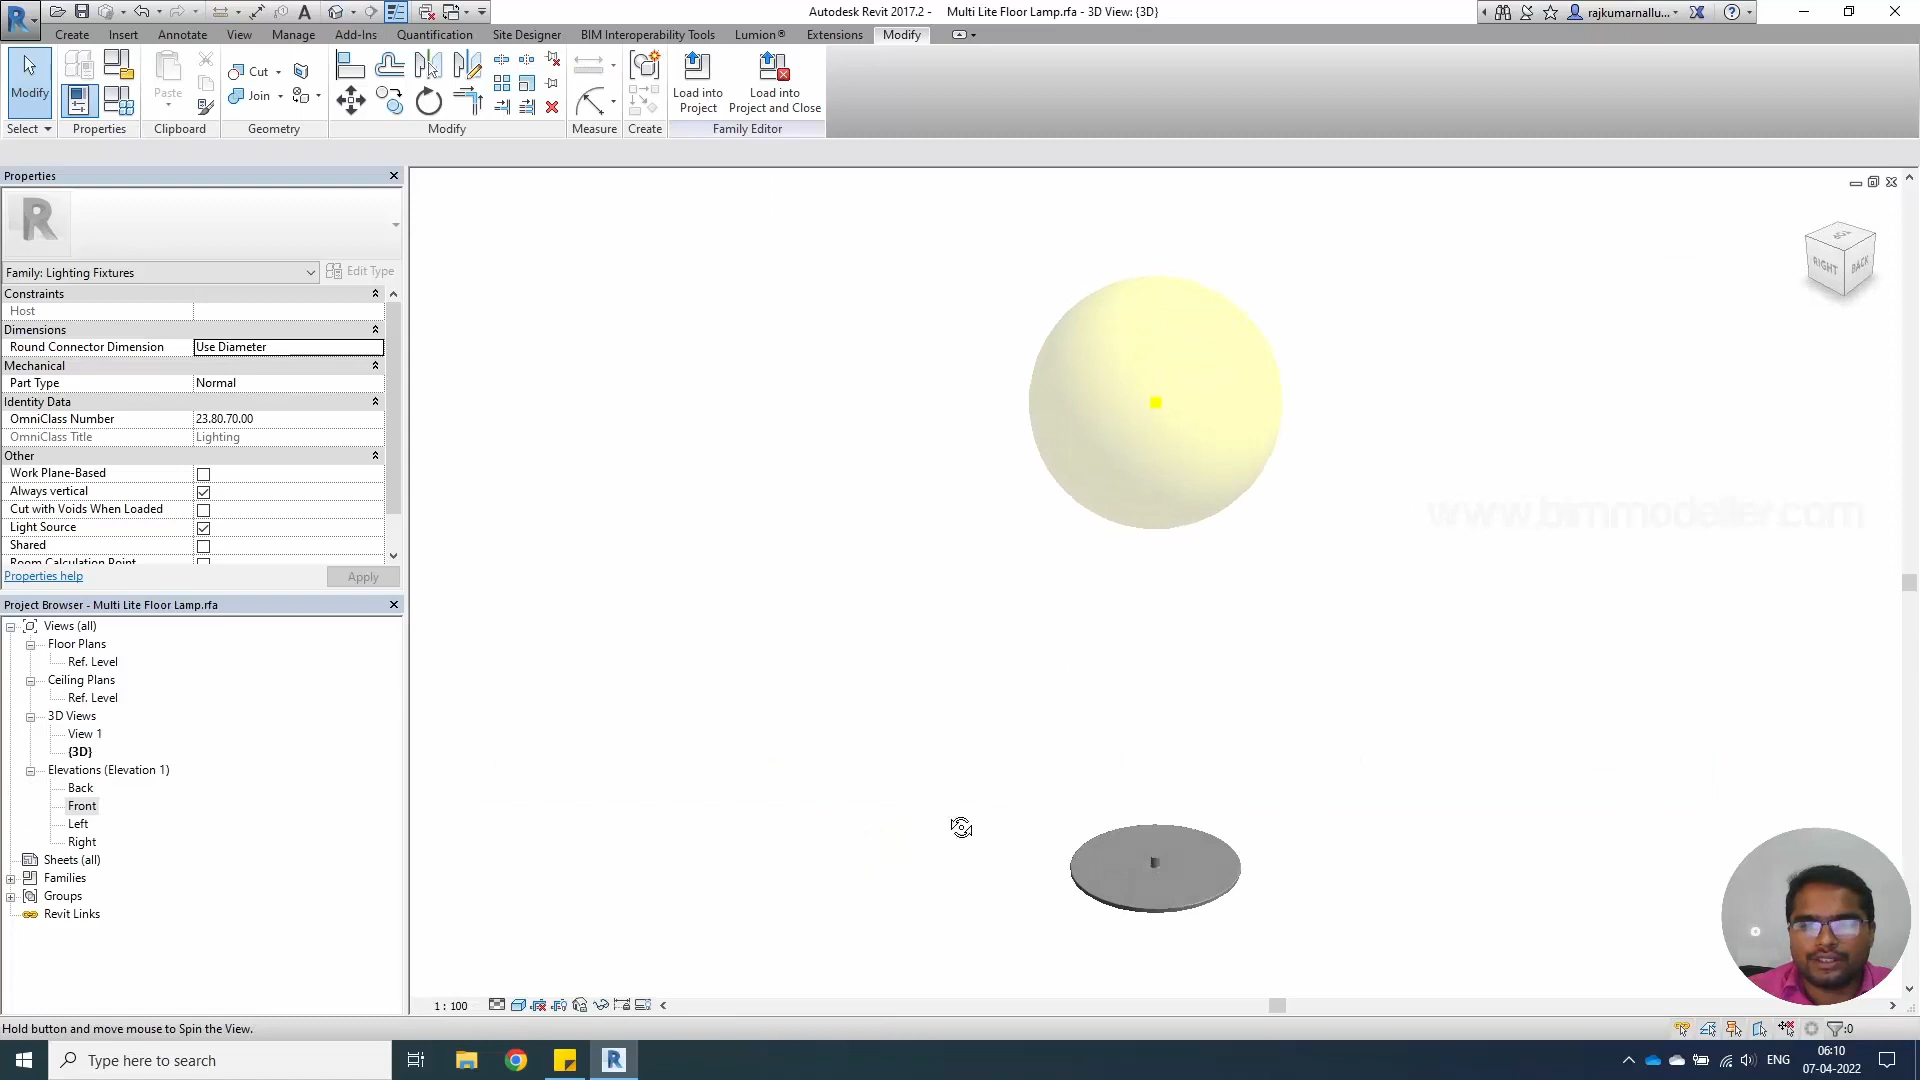 Autodesk Revit 2017.2 -     Multi Lite Floor Lamp.rfa - 3D View: {3D}
rajkumarnallu...
Create Insert Annotate View Manage Add-Ins Quantification Site Designer BIM Interoperability Tools Lumion® Extensions Modify
Modify
Paste
Cut
Join
Load into Project
Load into Project and Close
Select Properties Clipboard Geometry Modify Measure Create Family Editor
Properties
Family: Lighting Fixtures Edit Type
Constraints
Host
Dimensions
Round Connector Dimension Use Diameter
Mechanical
Part Type Normal
Identity Data
OmniClass Number 23.80.70.00
OmniClass Title Lighting
Other
Work Plane-Based
Always vertical
Cut with Voids When Loaded
Light Source
Shared
Room Calculation Point
Properties help Apply
Project Browser - Multi Lite Floor Lamp.rfa
Views (all)
Floor Plans
Ref. Level
Ceiling Plans
Ref. Level
3D Views
View 1
{3D}
Elevations (Elevation 1)
Back
Front
Left
Right
Sheets (all)
Families
Groups
Revit Links
TOP
RIGHT BACK
www.bimmodeller.com
1 : 100
Hold button and move mouse to Spin the View.
:0
Type here to search
ENG
06:10
07-04-2022